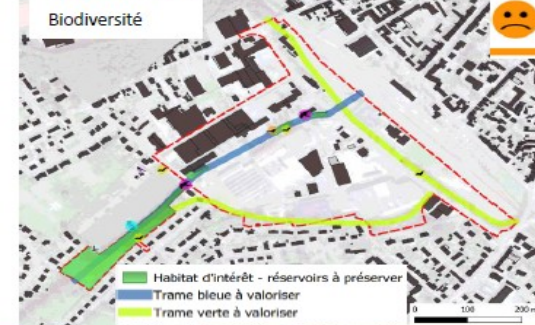 Biodiversité
Habitat d'intérêt - réservoirs à préserver
Trame bleue à valoriser
Trame verte à valoriser
0 100 200 m